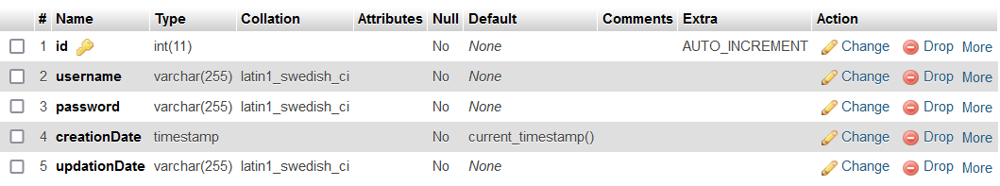 # Name Type Collation Attributes Null Default Comments Extra Action
1 id int(11) No None AUTO_INCREMENT Change Drop More
2 username varchar(255) latin1_swedish_ci No None Change Drop More
3 password varchar(255) latin1_swedish_ci No None Change Drop More
4 creationDate timestamp No current_timestamp() Change Drop More
5 updationDate varchar(255) latin1_swedish_ci No None Change Drop More